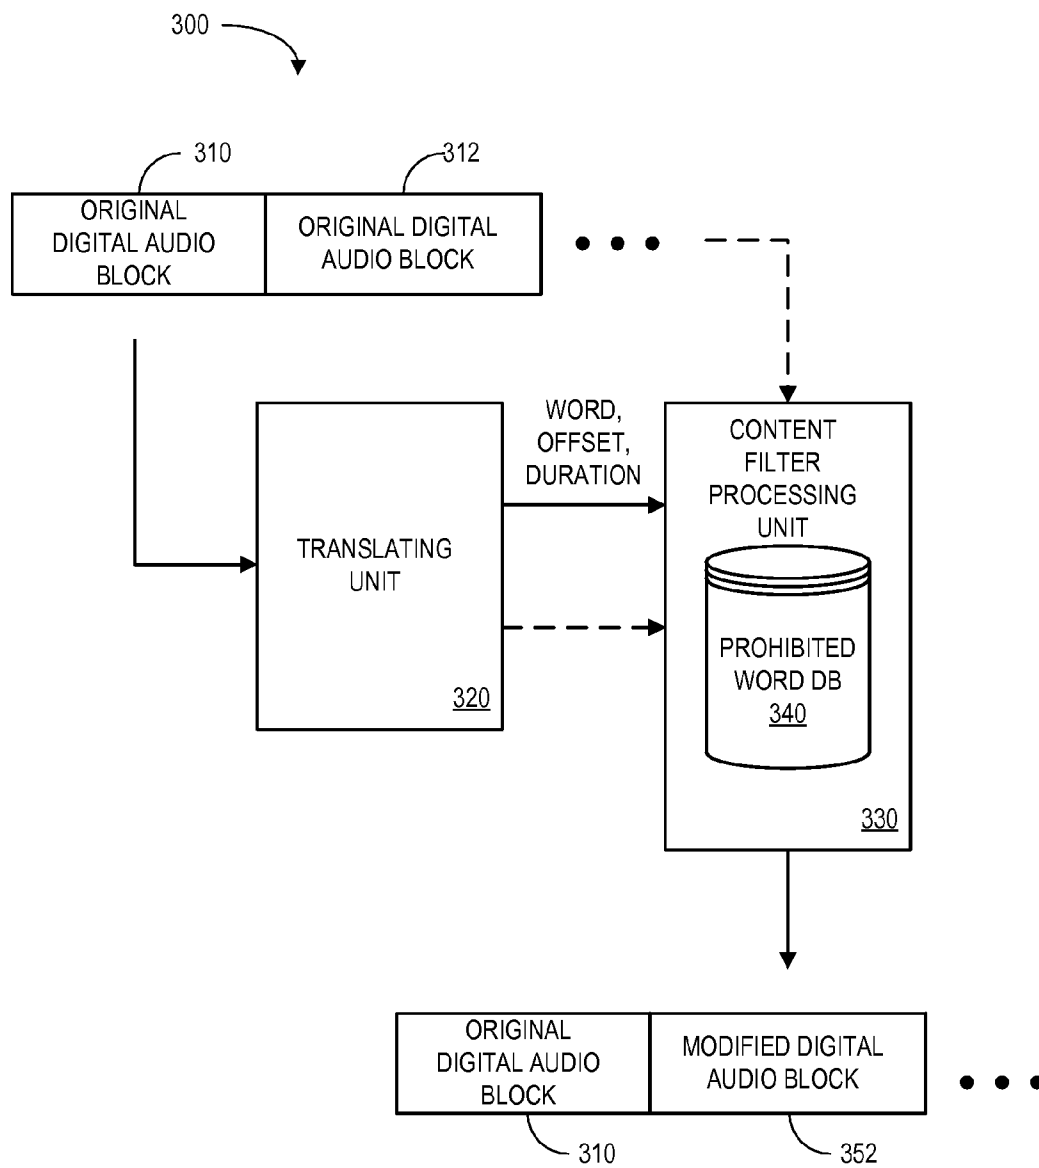 300
310
312
ORIGINAL
DIGITAL AUDIO
BLOCK
ORIGINAL DIGITAL
AUDIO BLOCK
WORD,
OFFSET,
DURATION
CONTENT
FILTER
PROCESSING
UNIT
TRANSLATING
UNIT
320
PROHIBITED
WORD DB
340
330
ORIGINAL
DIGITAL AUDIO
BLOCK
MODIFIED DIGITAL
AUDIO BLOCK
310
352